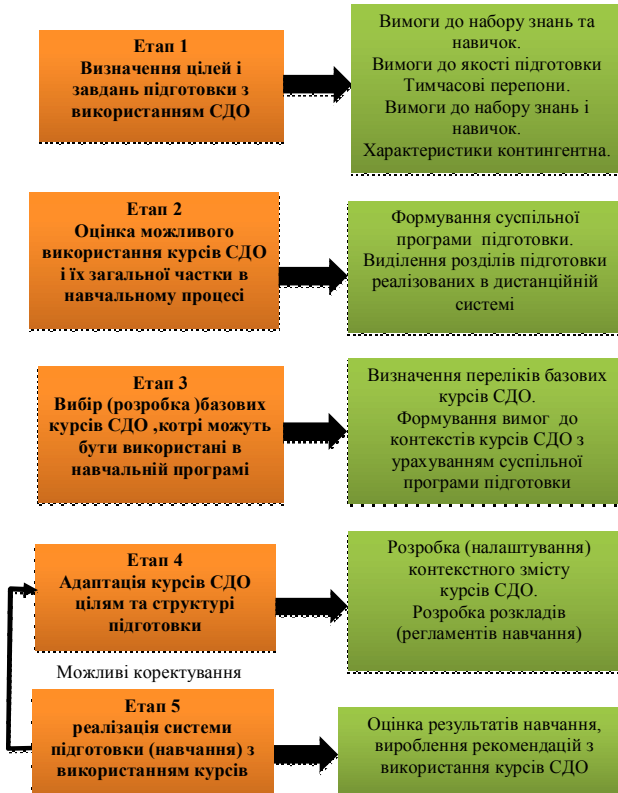 Етап 1
Визначення цілей і
завдань підготовки з
використанням СДО
Вимоги до набору знань та
навичок.
Вимоги до якості підготовки
Тимчасові перепони.
Вимоги до набору знань і
навичок.
Характеристики контингентна.
Етап 2
Оцінка можливого
використання курсів СДО
і їх загальної частки в
навчальному процесі
Формування суспільної
програми підготовки.
Виділення розділів підготовки
реалізованих в дистанційній
системі
Етап 3
Вибір (розробка )базових
курсів СДО ,котрі можуть
бути використані в
навчальній програмі
Визначення переліків базових
курсів СДО.
Формування вимог до
контекстів курсів СДО з
урахуванням суспільної
програми підготовки
Етап 4
Адаптація курсів СДО
цілям та структурі
підготовки
Розробка (налаштування)
контекстного змісту
курсів СДО.
Розробка розкладів
(регламентів навчання)
Можливі коректування
Етап 5
реалізація системи
підготовки (навчання) з
використанням курсів
Оцінка результатів навчання,
вироблення рекомендацій з
використання курсів СДО